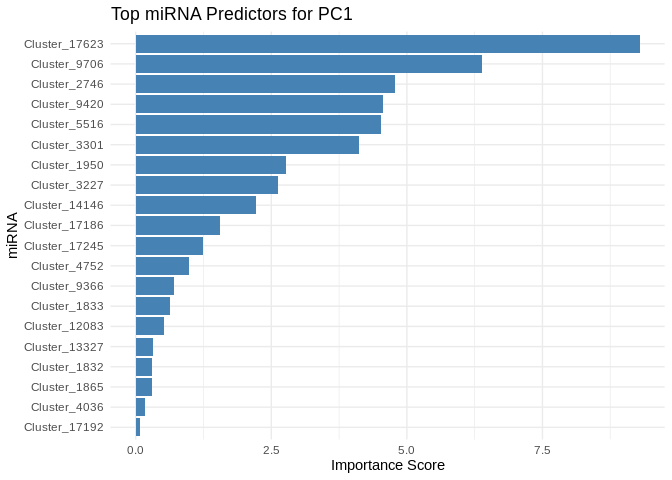 Top miRNA Predictors for PC1
Cluster_17623
Cluster_9706
Cluster_2746
Cluster_9420
Cluster_5516
Cluster_3301
Cluster_1950
Cluster_3227
Cluster_14146
Cluster_17186
Cluster_17245
Cluster_4752
Cluster_9366
Cluster_1833
Cluster_12083
Cluster_13327
Cluster_1832
Cluster_1865
Cluster_4036
Cluster_17192
miRNA
0.0 2.5 5.0 7.5
Importance Score